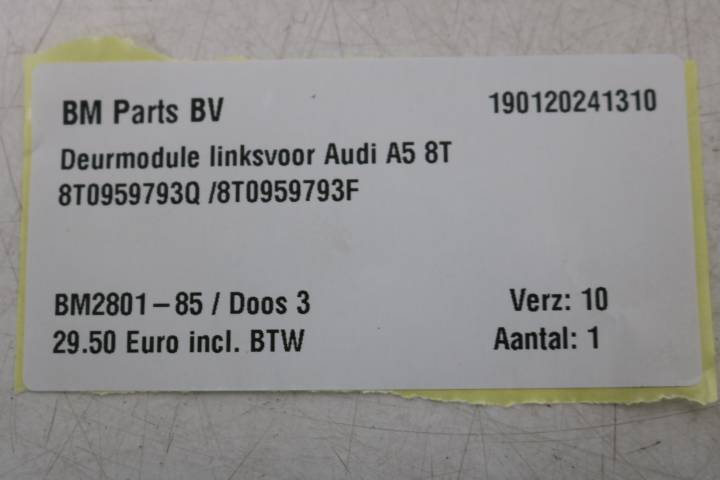 BM Parts BV 190120241310
Deurmodule linksvoor Audi A5 8T
8T0959793Q /8T0959793F
BM2801-85 / Doos 3 Verz: 10
29.50 Euro incl. BTW Aantal: 1